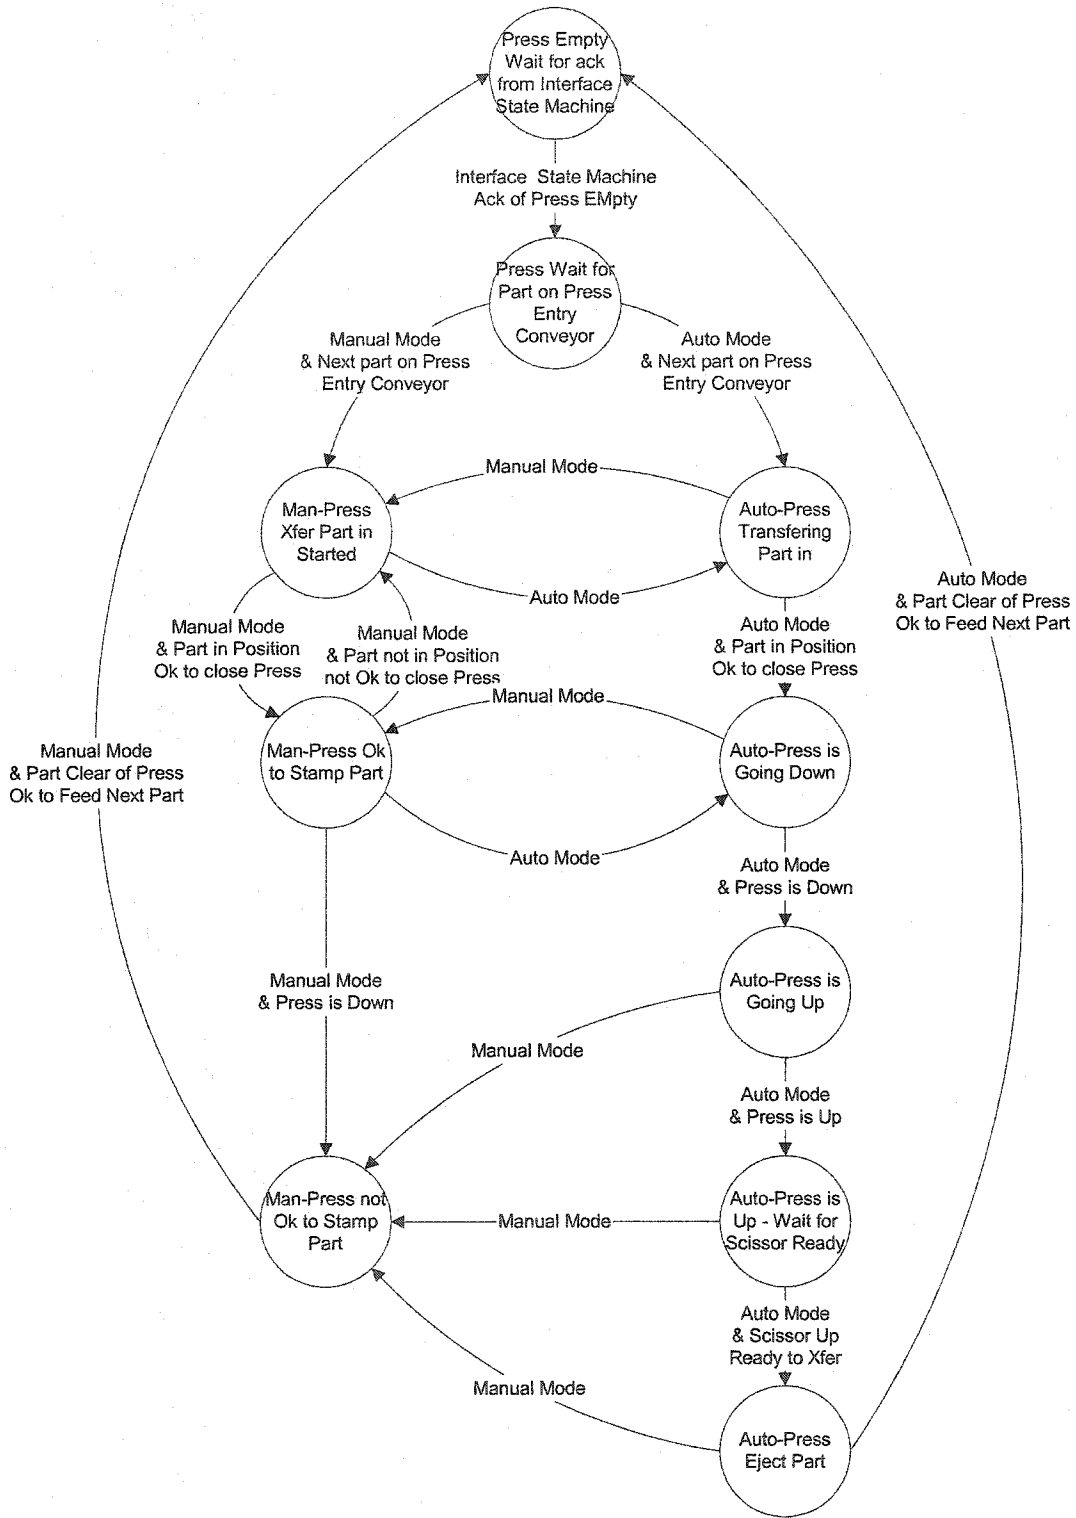 Press Empty
Wait for ack
from Interface
State Machine
Interface State Machine
Ack of Press EMpty
Press Wait for
Part on Press
Entry
Conveyor
Manual Mode
& Next part on Press
Entry Conveyor
Auto Mode
& Next part on Press
Entry Conveyor
Manual Mode
Man-Press
Xfer Part in
Started
Auto-Press
Transfering
Part in
Auto Mode
Auto Mode
& Part Clear of Press
Ok to Feed Next Part
Manual Mode
& Part in Position
Ok to close Press
Manual Mode
& Part not in Position
not Ok to close Press
Auto Mode
& Part in Position
Ok to close Press
Manual Mode
Manual Mode
& Part Clear of Press
Ok to Feed Next Part
Man-Press Ok
to Stamp Part
Auto-Press is
Going Down
Auto Mode
Auto Mode
& Press is Down
Manual Mode
& Press is Down
Auto-Press is
Going Up
Manual Mode
Auto Mode
& Press is Up
Man-Press not
Ok to Stamp
Part
Manual Mode
Auto-Press is
Up - Wait for
Scissor Ready
Auto Mode
& Scissor Up
Ready to Xfer
Manual Mode
Auto-Press
Eject Part